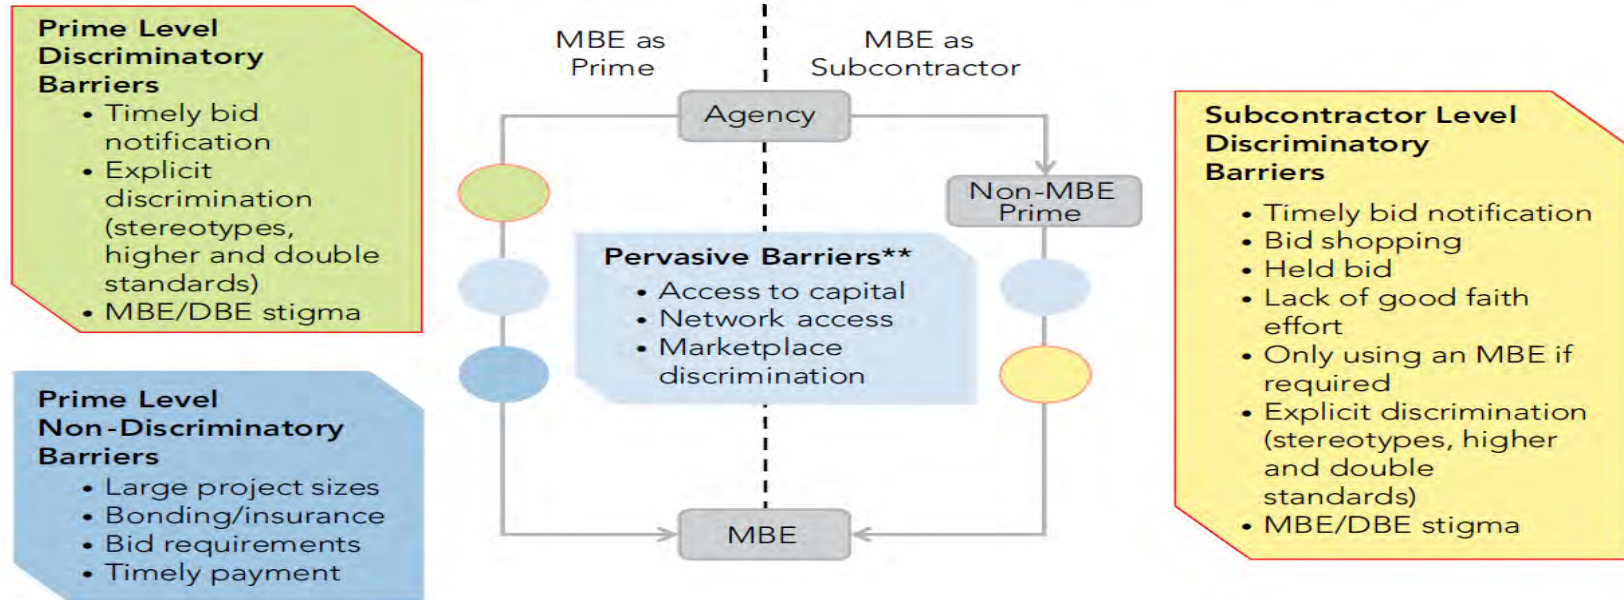 Prime Level
Discriminatory
Barriers
• Timely bid
notification
• Explicit
discrimination
(stereotypes,
higher and double
standards)
• MBE/DBE stigma
Prime Level
Non-Discriminatory
Barriers
• Large project sizes
• Bonding/insurance
• Bid requirements
• Timely payment
MBE as
Prime
MBE as
Subcontractor
Agency
Non-MBE
Prime
Pervasive Barriers**
• Access to capital
• Network access
• Marketplace
discrimination
MBE
Subcontractor Level
Discriminatory
Barriers
• Timely bid notification
• Bid shopping
• Held bid
• Lack of good faith
effort
• Only using an MBE if
required
• Explicit discrimination
(stereotypes, higher
and double
standards)
• MBE/DBE stigma